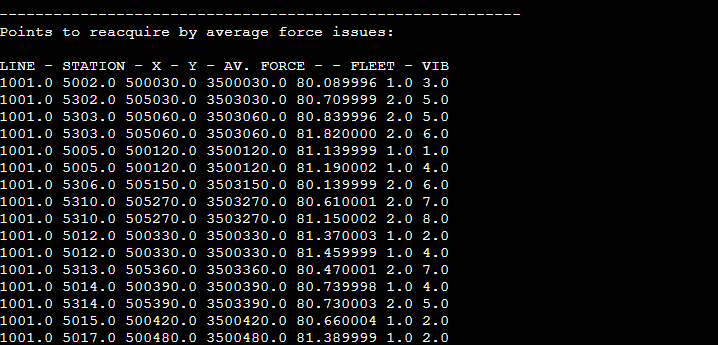 ------------------------------------------------------------
Points to reacquire by average force issues:
LINE - STATION - X - Y - AV. FORCE - - FLEET - VIB
1001.0 5002.0 500030.0 3500030.0 80.089996 1.0 3.0
1001.0 5302.0 505030.0 3503030.0 80.709999 2.0 5.0
1001.0 5303.0 505060.0 3503060.0 80.839996 2.0 5.0
1001.0 5303.0 505060.0 3503060.0 81.820000 2.0 6.0
1001.0 5005.0 500120.0 3500120.0 81.139999 1.0 1.0
1001.0 5005.0 500120.0 3500120.0 81.190002 1.0 4.0
1001.0 5306.0 505150.0 3503150.0 80.139999 2.0 6.0
1001.0 5310.0 505270.0 3503270.0 80.610001 2.0 7.0
1001.0 5310.0 505270.0 3503270.0 81.150002 2.0 8.0
1001.0 5012.0 500330.0 3500330.0 81.370003 1.0 2.0
1001.0 5012.0 500330.0 3500330.0 81.459999 1.0 4.0
1001.0 5313.0 505360.0 3503360.0 80.470001 2.0 7.0
1001.0 5014.0 500390.0 3500390.0 80.739998 1.0 4.0
1001.0 5314.0 505390.0 3503390.0 80.730003 2.0 5.0
1001.0 5015.0 500420.0 3500420.0 80.660004 1.0 2.0
1001.0 5017.0 500480.0 3500480.0 81.389999 1.0 2.0